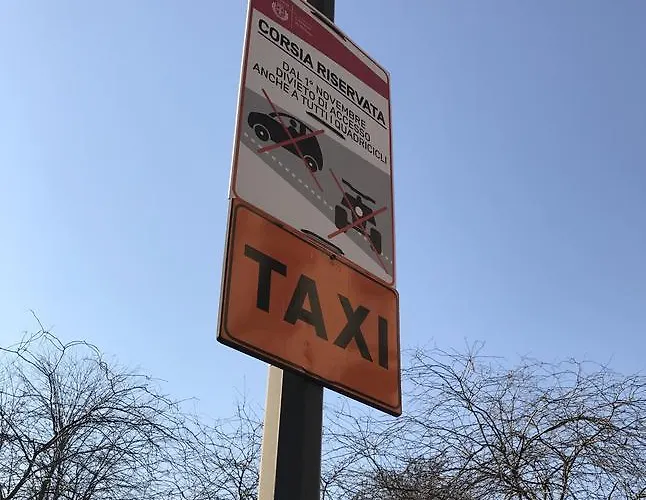 CORSIA RISERVATA
DAL 1° NOVEMBRE
DIVIETO DI ACCESSO
ANCHE A TUTTI I QUADRICICLI
TAXI